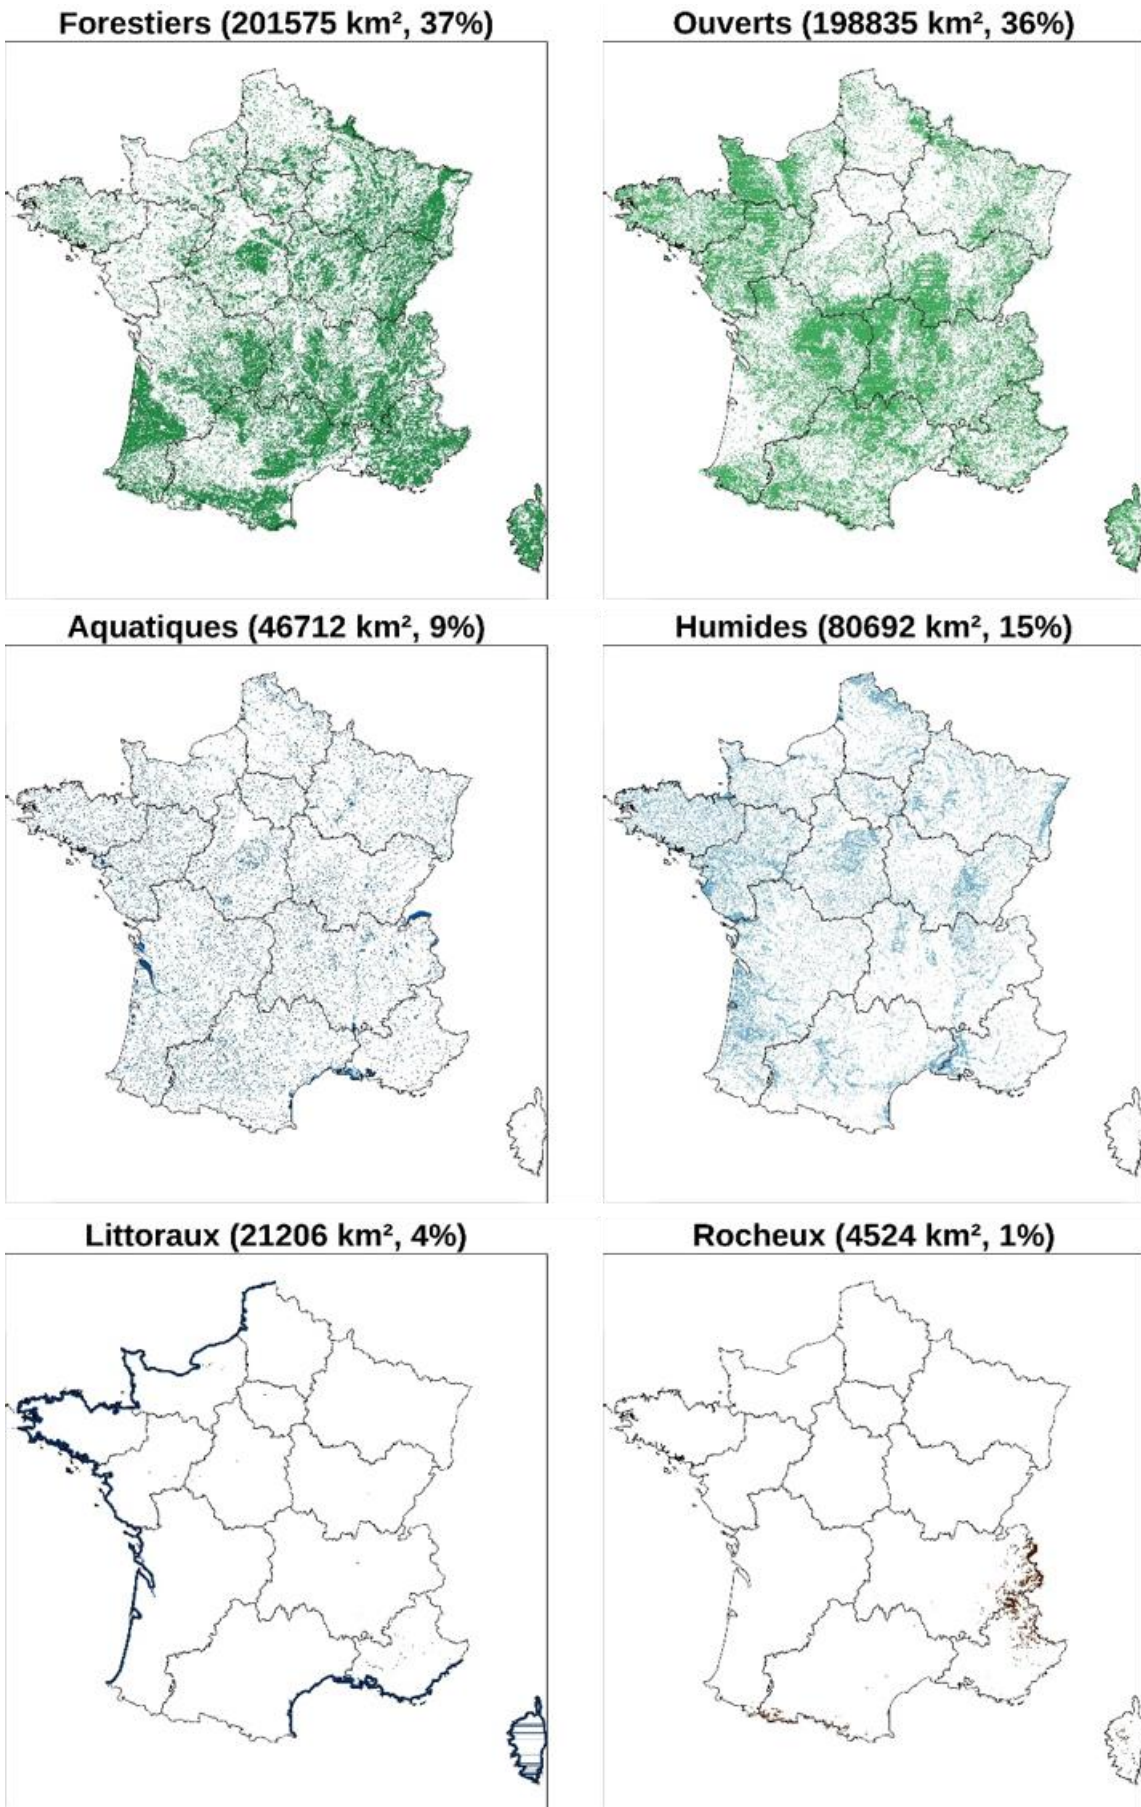 Forestiers (201575 km², 37%)
Ouverts (198835 km², 36%)
Aquatiques (46712 km², 9%)
Humides (80692 km², 15%)
Littoraux (21206 km², 4%)
Rocheux (4524 km², 1%)